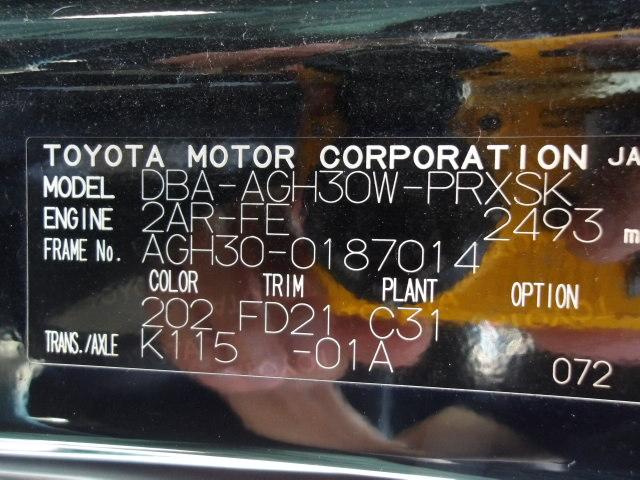 TOYOTA MOTOR CORPORATION JA
MODEL DBA-AGH30W-PRXSK
ENGINE 2AR-FE 2493 m
FRAME No. AGH30-0187014
COLOR TRIM PLANT OPTION
202 FD21 C31
TRANS./AXLE K115 -01A
072